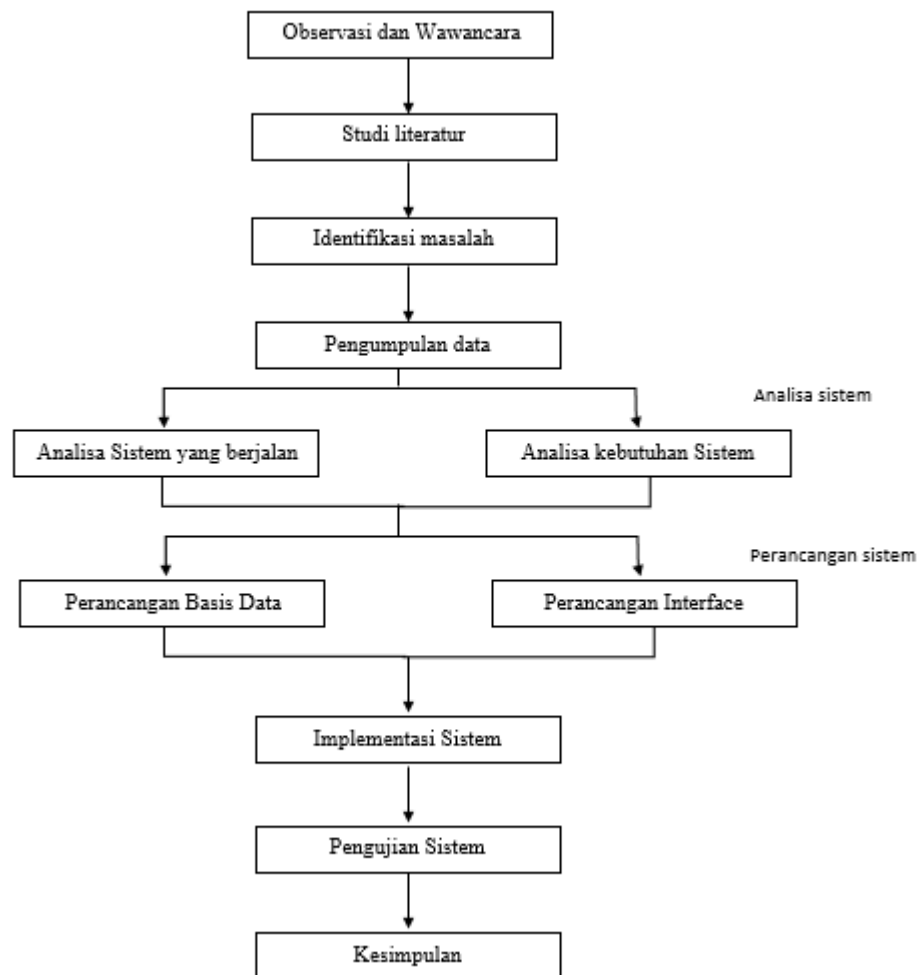 Observasi dan Wawancara
Studi literatur
Identifikasi masalah
Pengumpulan data
Analisa sistem
Analisa Sistem yang berjalan
Analisa kebutuhan Sistem
Perancangan sistem
Perancangan Basis Data
Perancangan Interface
Implementasi Sistem
Pengujian Sistem
Kesimpulan